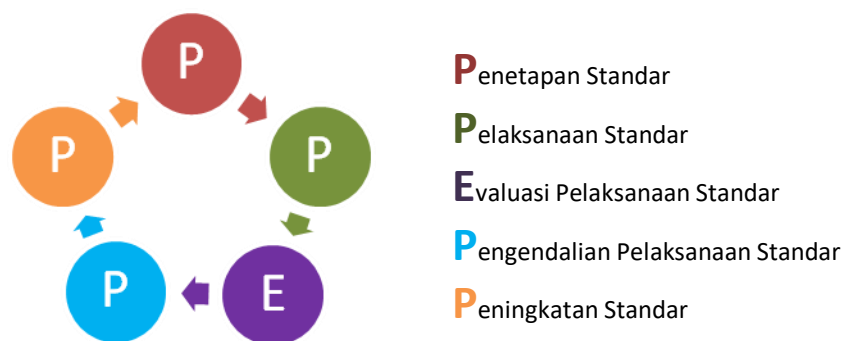 P
P
P
P
E
Penetapan Standar
Pelaksanaan Standar
Evaluasi Pelaksanaan Standar
Pengendalian Pelaksanaan Standar
Peningkatan Standar